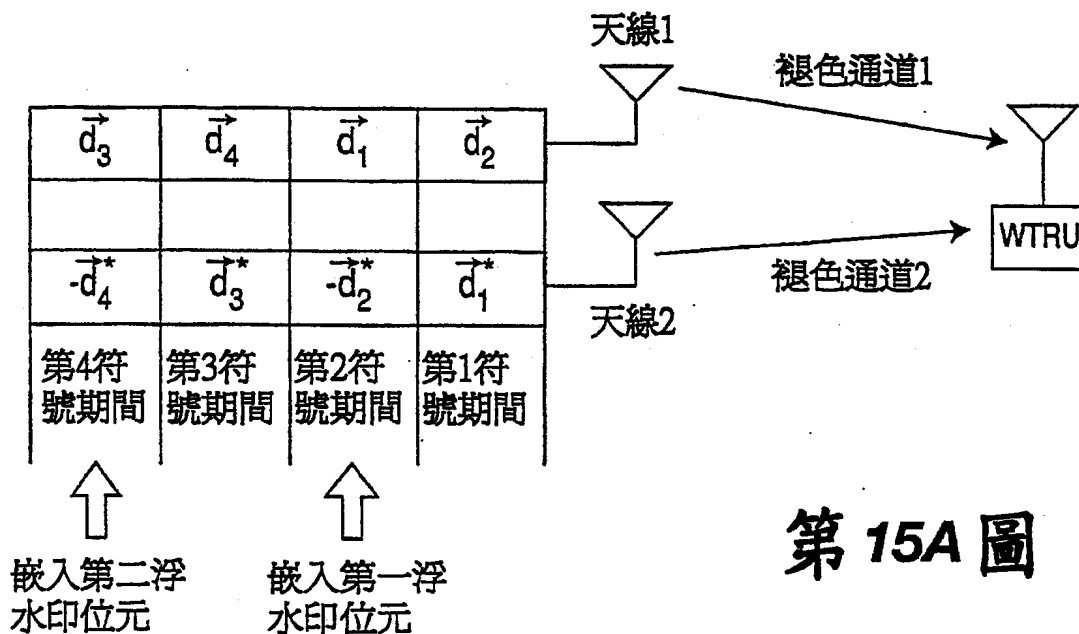 天線1
褪色通道1
d⃗₃ d⃗₄ d⃗₁ d⃗₂
WTRU
-d⃗₄* d⃗₃* -d⃗₂* d⃗₁*
褪色通道2
天線2
第4符 第3符 第2符 第1符
號期間 號期間 號期間 號期間
第 15A 圖
嵌入第二浮 嵌入第一浮
水印位元 水印位元